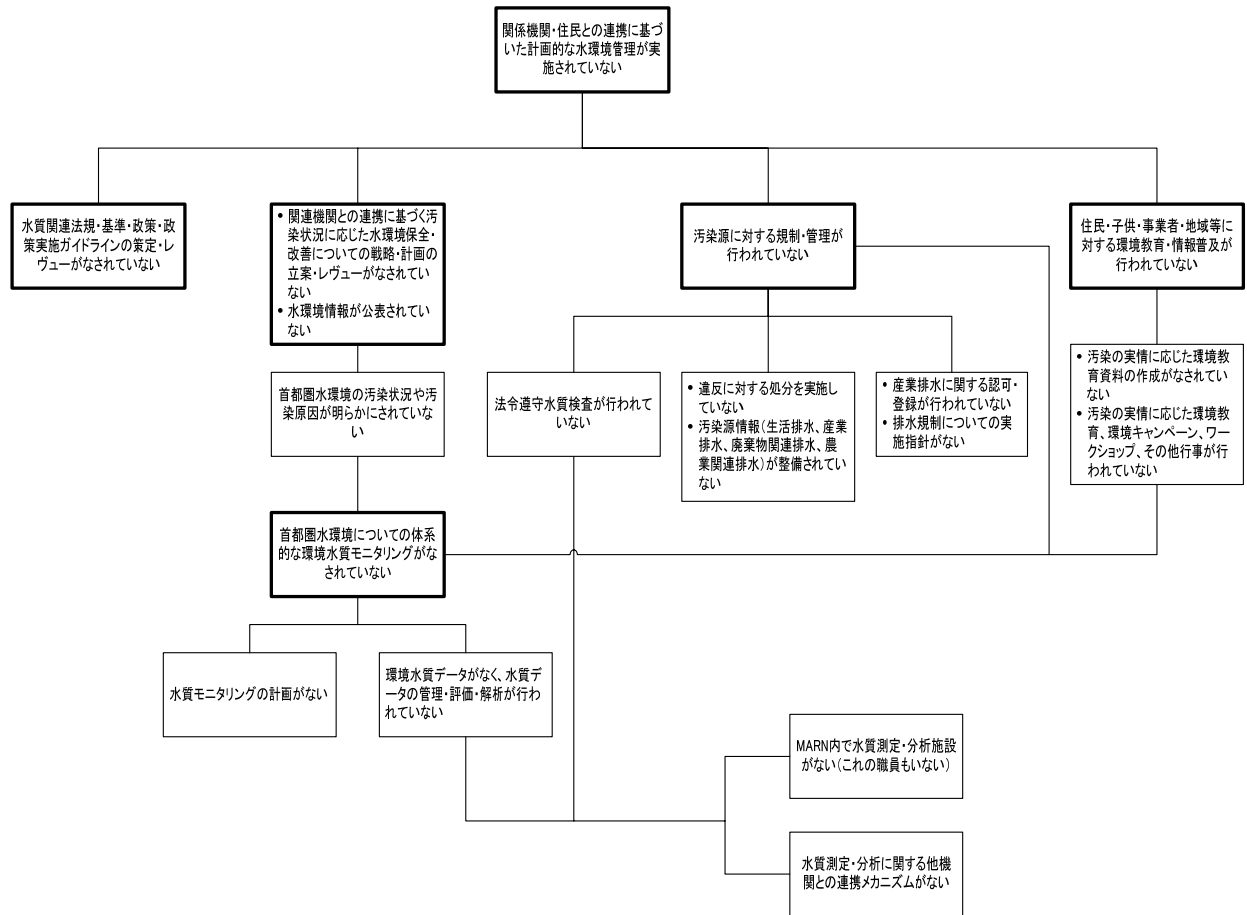 関係機関・住民との連携に基づ
いた計画的な水環境管理が実
施されていない
水質関連法規・基準・政策・政
策実施ガイドラインの策定・レ
ヴューがなされていない
• 関連機関との連携に基づく汚
染状況に応じた水環境保全・
改善についての戦略・計画の
立案・レヴューがなされてい
ない
• 水環境情報が公表されてい
ない
汚染源に対する規制・管理が
行われていない
住民・子供・事業者・地域等に
対する環境教育・情報普及が
行われていない
首都圏水環境の汚染状況や汚
染原因が明らかにされていない
法令遵守水質検査が行われて
いない
• 違反に対する処分を実施し
ていない
• 汚染源情報(生活排水、産業
排水、廃棄物関連排水、農
業関連排水)が整備されてい
ない
• 産業排水に関する認可・
登録が行われていない
• 排水規制についての実
施指針がない
• 汚染の実情に応じた環境教
育資料の作成がなされてい
ない
• 汚染の実情に応じた環境教
育、環境キャンペーン、ワー
クショップ、その他行事が行
われていない
首都圏水環境についての体系
的な環境水質モニタリングがな
されていない
水質モニタリングの計画がない
環境水質データがなく、水質デ
ータの管理・評価・解析が行わ
れていない
MARN内で水質測定・分析施設
がない(これの職員もいない)
水質測定・分析に関する他機
関との連携メカニズムがない